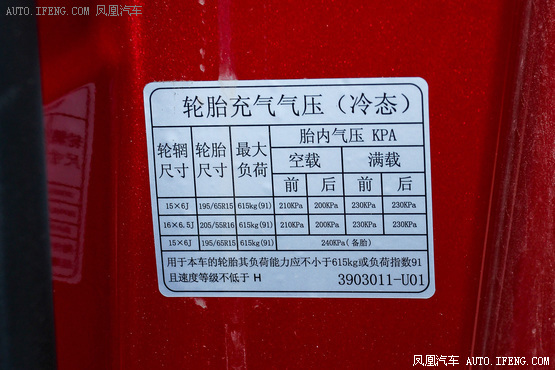 AUTO.IFENG.COM 凤凰汽车
轮胎充气气压（冷态）
轮辋尺寸 轮胎尺寸 最大负荷 胎内气压 KPA
空载 满载
前 后 前 后
15×6J 195/65R15 615kg(91) 210KPa 200KPa 230KPa 230KPa
16×6.5J 205/55R16 615kg(91) 210KPa 200KPa 230KPa 230KPa
15×6J 195/65R15 615kg(91) 240KPa(备胎)
用于本车的轮胎其负荷能力应不小于615kg或负荷指数91
且速度等级不低于 H 3903011-U01
凤凰汽车 AUTO.IFENG.COM